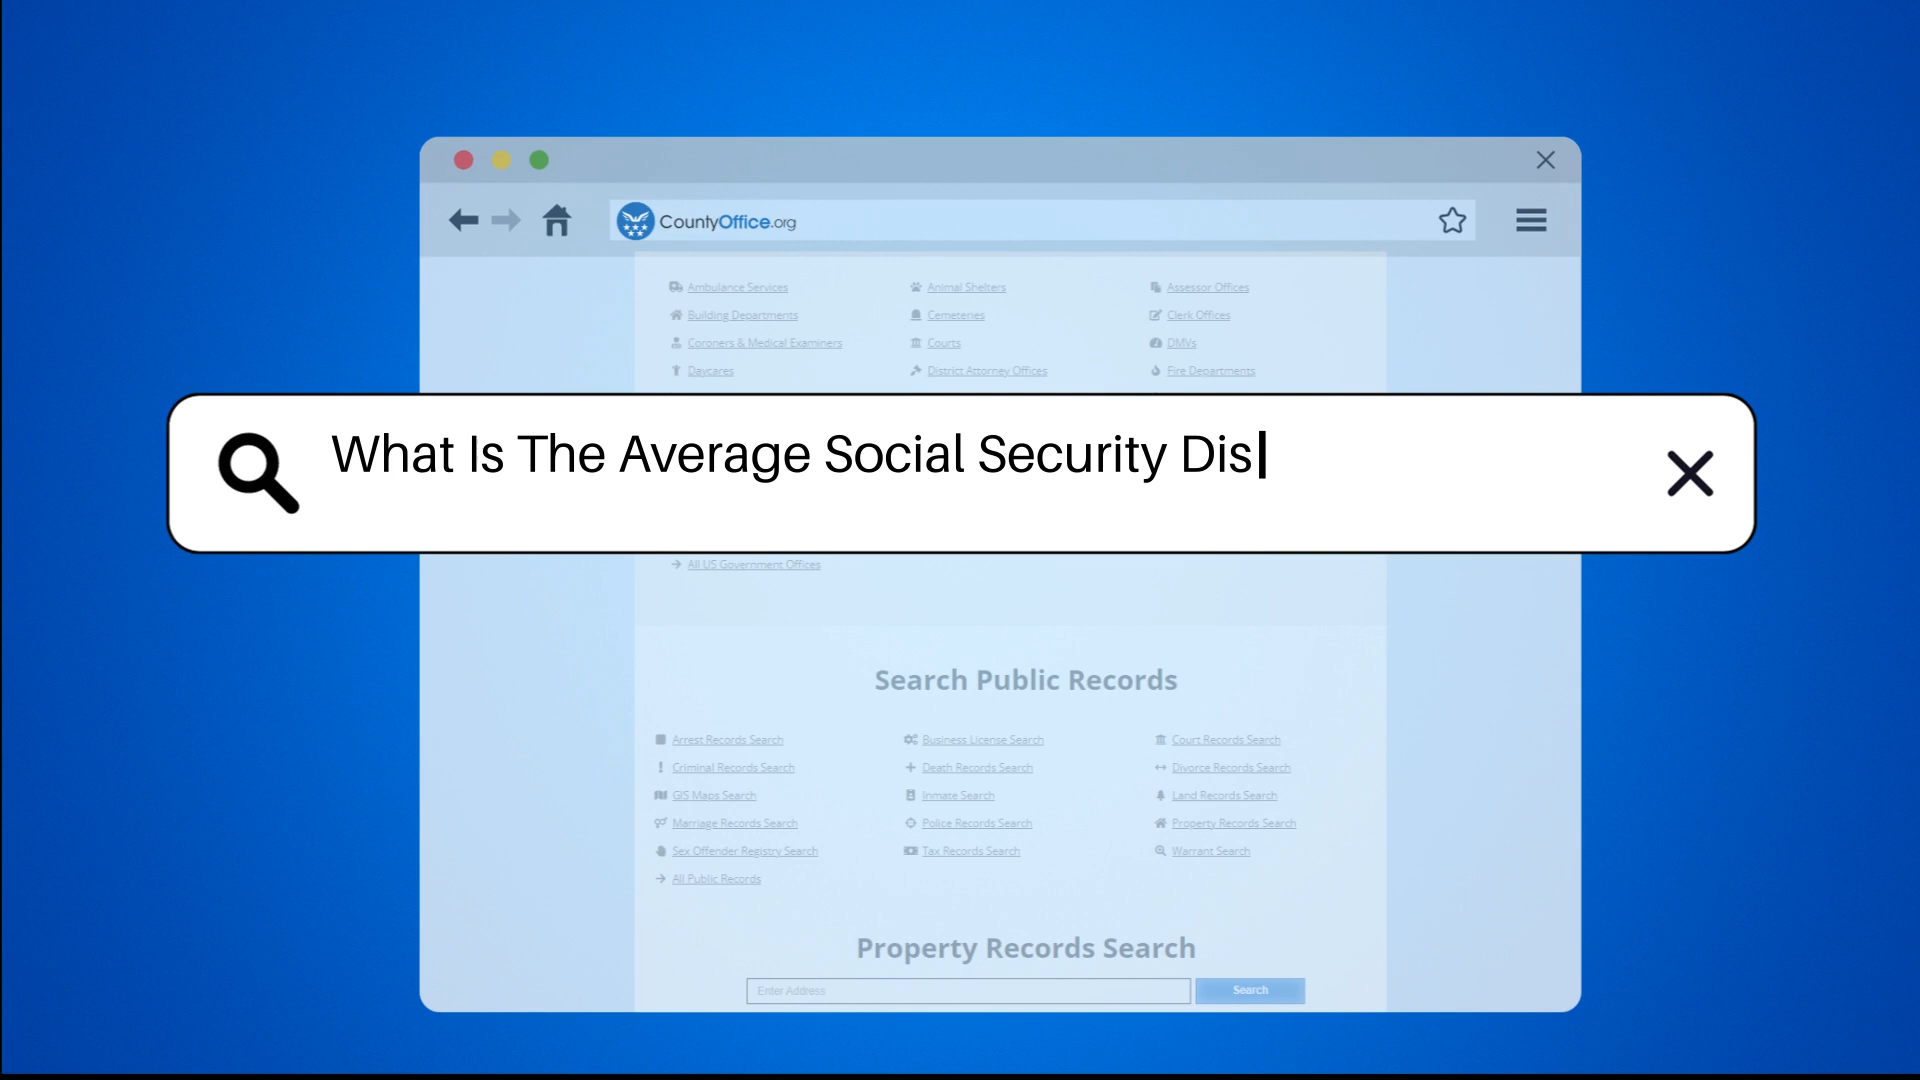 CountyOffice.org
Ambulance Services Animal Shelters Assessor Offices
Building Departments Cemeteries Clerk Offices
Coroners & Medical Examiners Courts DMVs
Daycares District Attorney Offices Fire Departments
What Is The Average Social Security Dis
All US Government Offices
Search Public Records
Arrest Records Search Business License Search Court Records Search
Criminal Records Search Death Records Search Divorce Records Search
GIS Maps Search Inmate Search Land Records Search
Marriage Records Search Police Records Search Property Records Search
Sex Offender Registry Search Tax Records Search Warrant Search
All Public Records
Property Records Search
Enter Address Search